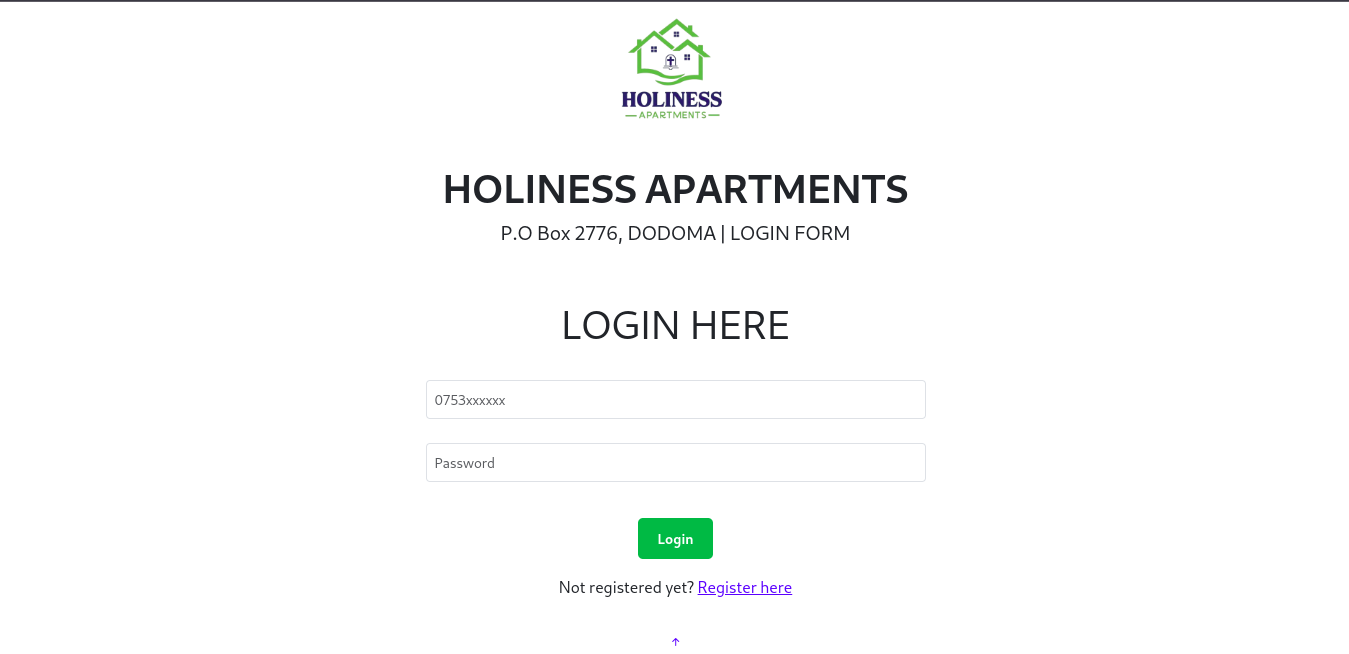 HOLINESS
APARTMENTS
HOLINESS APARTMENTS
P.O Box 2776, DODOMA | LOGIN FORM
LOGIN HERE
0753xxxxxx
Password
Login
Not registered yet? Register here
↑